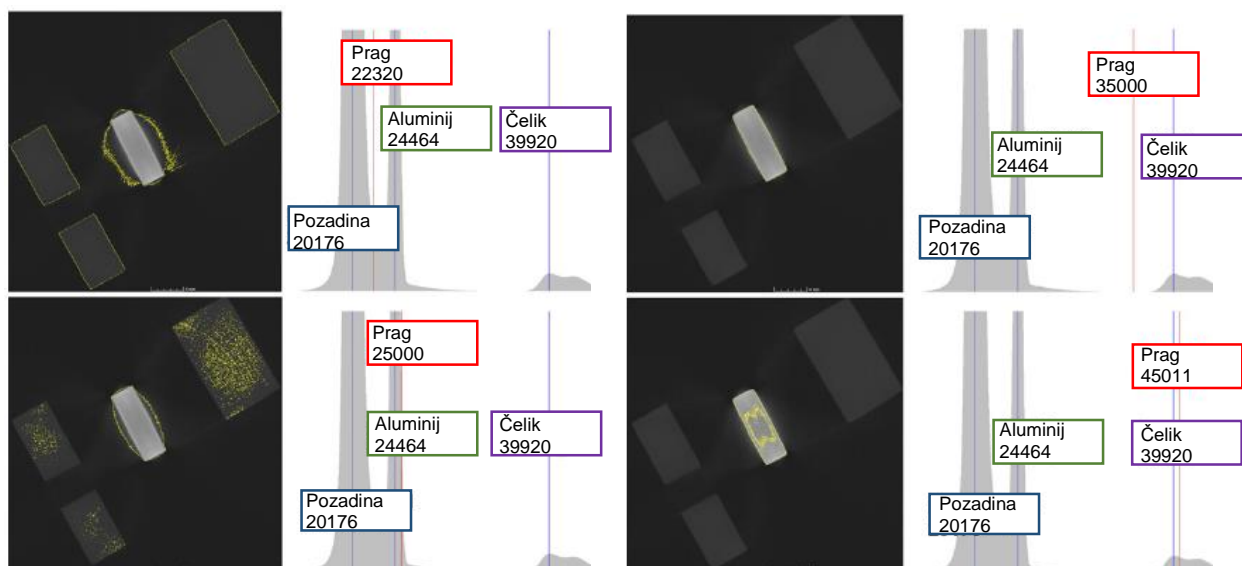 Prag
22320
Aluminij
24464
Čelik
39920
Pozadina
20176
Prag
35000
Aluminij
24464
Čelik
39920
Pozadina
20176
Prag
25000
Aluminij
24464
Čelik
39920
Pozadina
20176
Prag
45011
Aluminij
24464
Čelik
39920
Pozadina
20176